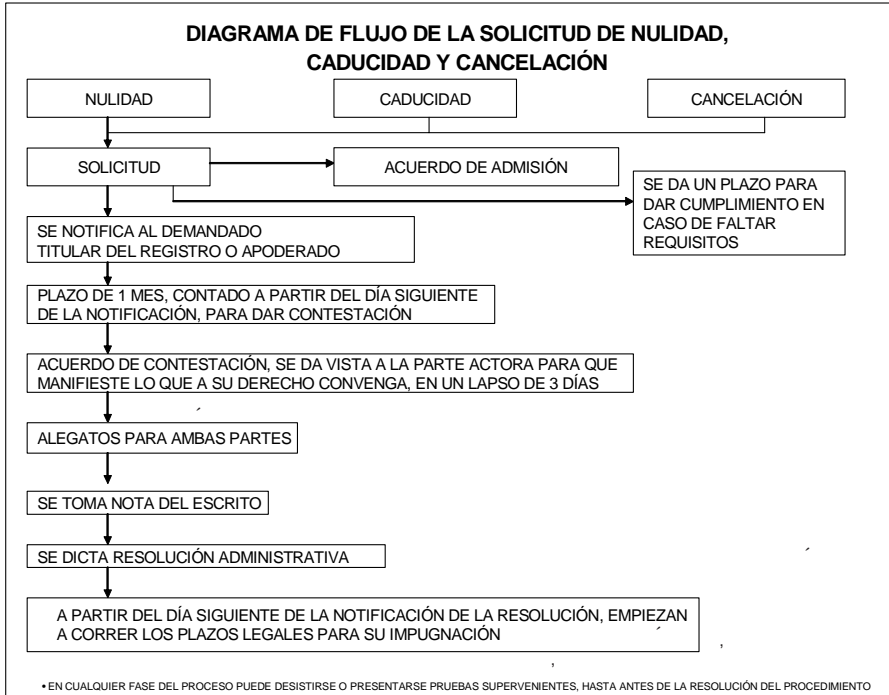 DIAGRAMA DE FLUJO DE LA SOLICITUD DE NULIDAD,
CADUCIDAD Y CANCELACIÓN
NULIDAD
CADUCIDAD
CANCELACIÓN
SOLICITUD
ACUERDO DE ADMISIÓN
SE DA UN PLAZO PARA
DAR CUMPLIMIENTO EN
CASO DE FALTAR
REQUISITOS
SE NOTIFICA AL DEMANDADO
TITULAR DEL REGISTRO O APODERADO
PLAZO DE 1 MES, CONTADO A PARTIR DEL DÍA SIGUIENTE
DE LA NOTIFICACIÓN, PARA DAR CONTESTACIÓN
ACUERDO DE CONTESTACIÓN, SE DA VISTA A LA PARTE ACTORA PARA QUE
MANIFIESTE LO QUE A SU DERECHO CONVENGA, EN UN LAPSO DE 3 DÍAS
ALEGATOS PARA AMBAS PARTES
SE TOMA NOTA DEL ESCRITO
SE DICTA RESOLUCIÓN ADMINISTRATIVA
A PARTIR DEL DÍA SIGUIENTE DE LA NOTIFICACIÓN DE LA RESOLUCIÓN, EMPIEZAN
A CORRER LOS PLAZOS LEGALES PARA SU IMPUGNACIÓN
• EN CUALQUIER FASE DEL PROCESO PUEDE DESISTIRSE O PRESENTARSE PRUEBAS SUPERVENIENTES, HASTA ANTES DE LA RESOLUCIÓN DEL PROCEDIMIENTO